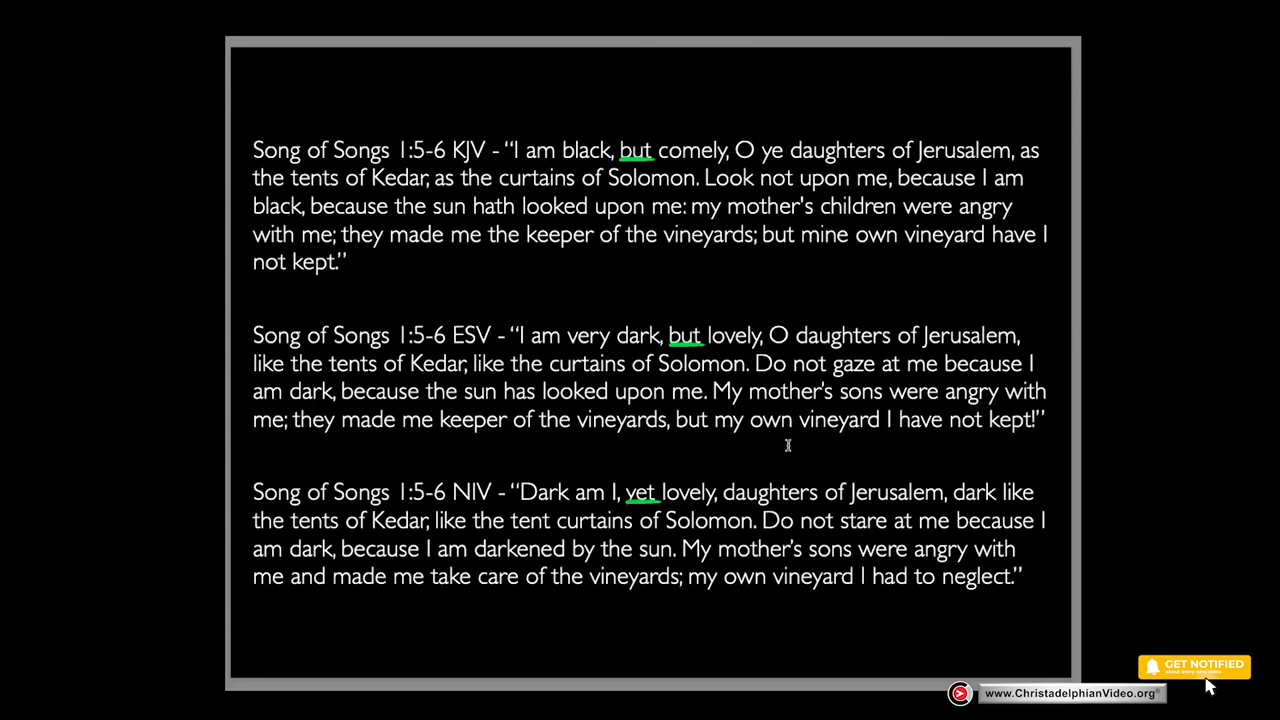 Song of Songs 1:5-6 KJV - “I am black, but comely, O ye daughters of Jerusalem, as
the tents of Kedar, as the curtains of Solomon. Look not upon me, because I am
black, because the sun hath looked upon me: my mother's children were angry
with me; they made me the keeper of the vineyards; but mine own vineyard have I
not kept.”
Song of Songs 1:5-6 ESV - “I am very dark, but lovely, O daughters of Jerusalem,
like the tents of Kedar, like the curtains of Solomon. Do not gaze at me because I
am dark, because the sun has looked upon me. My mother's sons were angry with
me; they made me keeper of the vineyards, but my own vineyard I have not kept!”
Song of Songs 1:5-6 NIV - “Dark am I, yet lovely, daughters of Jerusalem, dark like
the tents of Kedar, like the tent curtains of Solomon. Do not stare at me because I
am dark, because I am darkened by the sun. My mother's sons were angry with
me and made me take care of the vineyards; my own vineyard I had to neglect.”
GET NOTIFIED
about every new video
www.ChristadelphianVideo.org